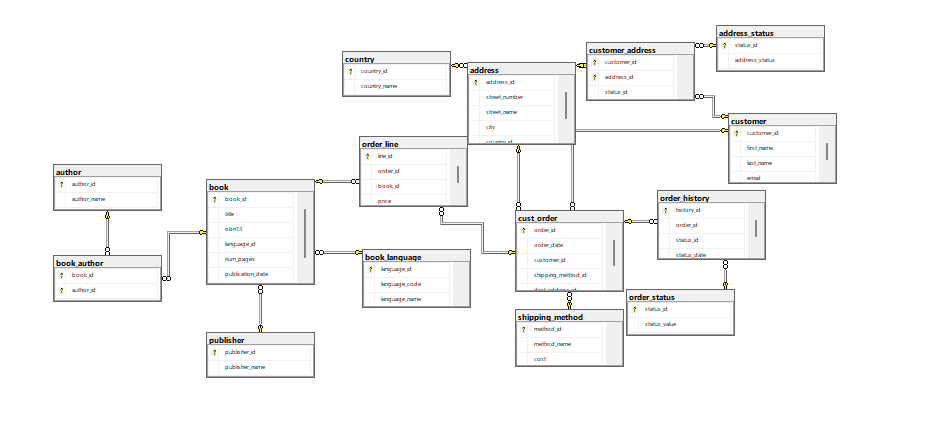 address_status
status_id
address_status
customer_address
customer_id
address_id
status_id
country
country_id
country_name
address
address_id
street_number
street_name
city
country_id
customer
customer_id
first_name
last_name
email
order_line
line_id
order_id
book_id
price
author
author_id
author_name
book
book_id
title
isbn13
language_id
num_pages
publication_date
order_history
history_id
order_id
status_id
status_date
cust_order
order_id
order_date
customer_id
shipping_method_id
dest_address_id
book_author
book_id
author_id
book_language
language_id
language_code
language_name
order_status
status_id
status_value
shipping_method
method_id
method_name
cost
publisher
publisher_id
publisher_name